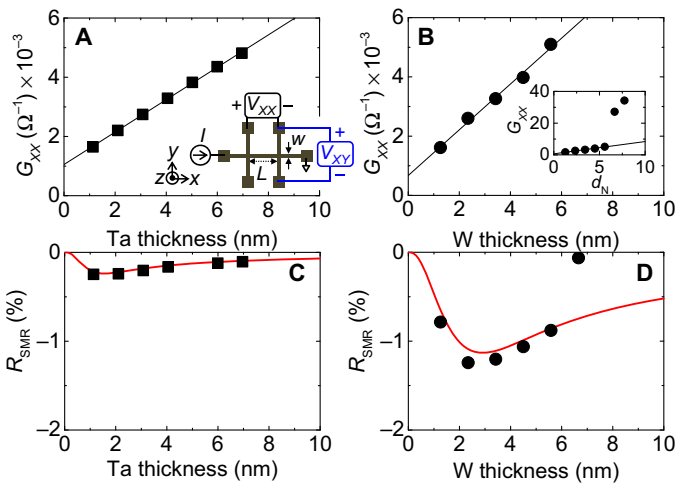 A
G_XX (Ω⁻¹) × 10⁻³
6
4
2
0
0 2 4 6 8 10
Ta thickness (nm)
+ V_XX −
I
w
+
V_XY
−
L
y
z x
B
G_XX (Ω⁻¹) × 10⁻³
6
4
2
0
0 2 4 6 8 10
W thickness (nm)
G_XX
40
20
0
0 5 10
d_N
C
R_SMR (%)
0
−1
−2
0 2 4 6 8 10
Ta thickness (nm)
D
R_SMR (%)
0
−1
−2
0 2 4 6 8 10
W thickness (nm)